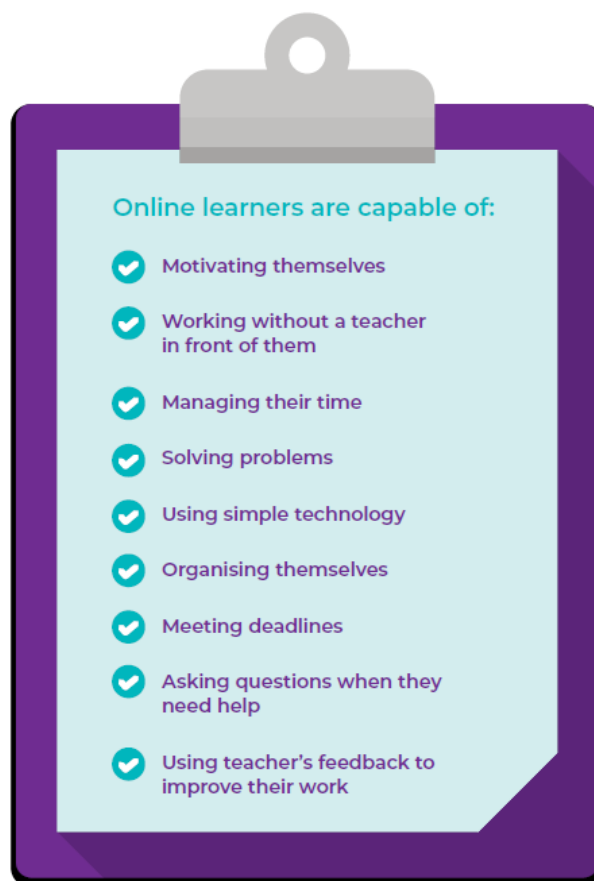 Online learners are capable of:
Motivating themselves
Working without a teacher
in front of them
Managing their time
Solving problems
Using simple technology
Organising themselves
Meeting deadlines
Asking questions when they
need help
Using teacher’s feedback to
improve their work